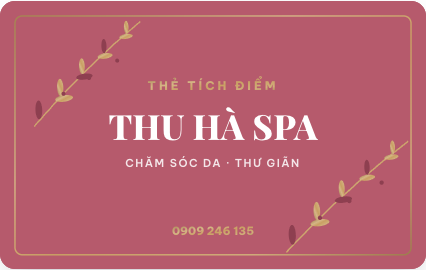 THẺ TÍCH ĐIỂM
THU HÀ SPA
CHĂM SÓC DA · THƯ GIÃN
0909 246 135